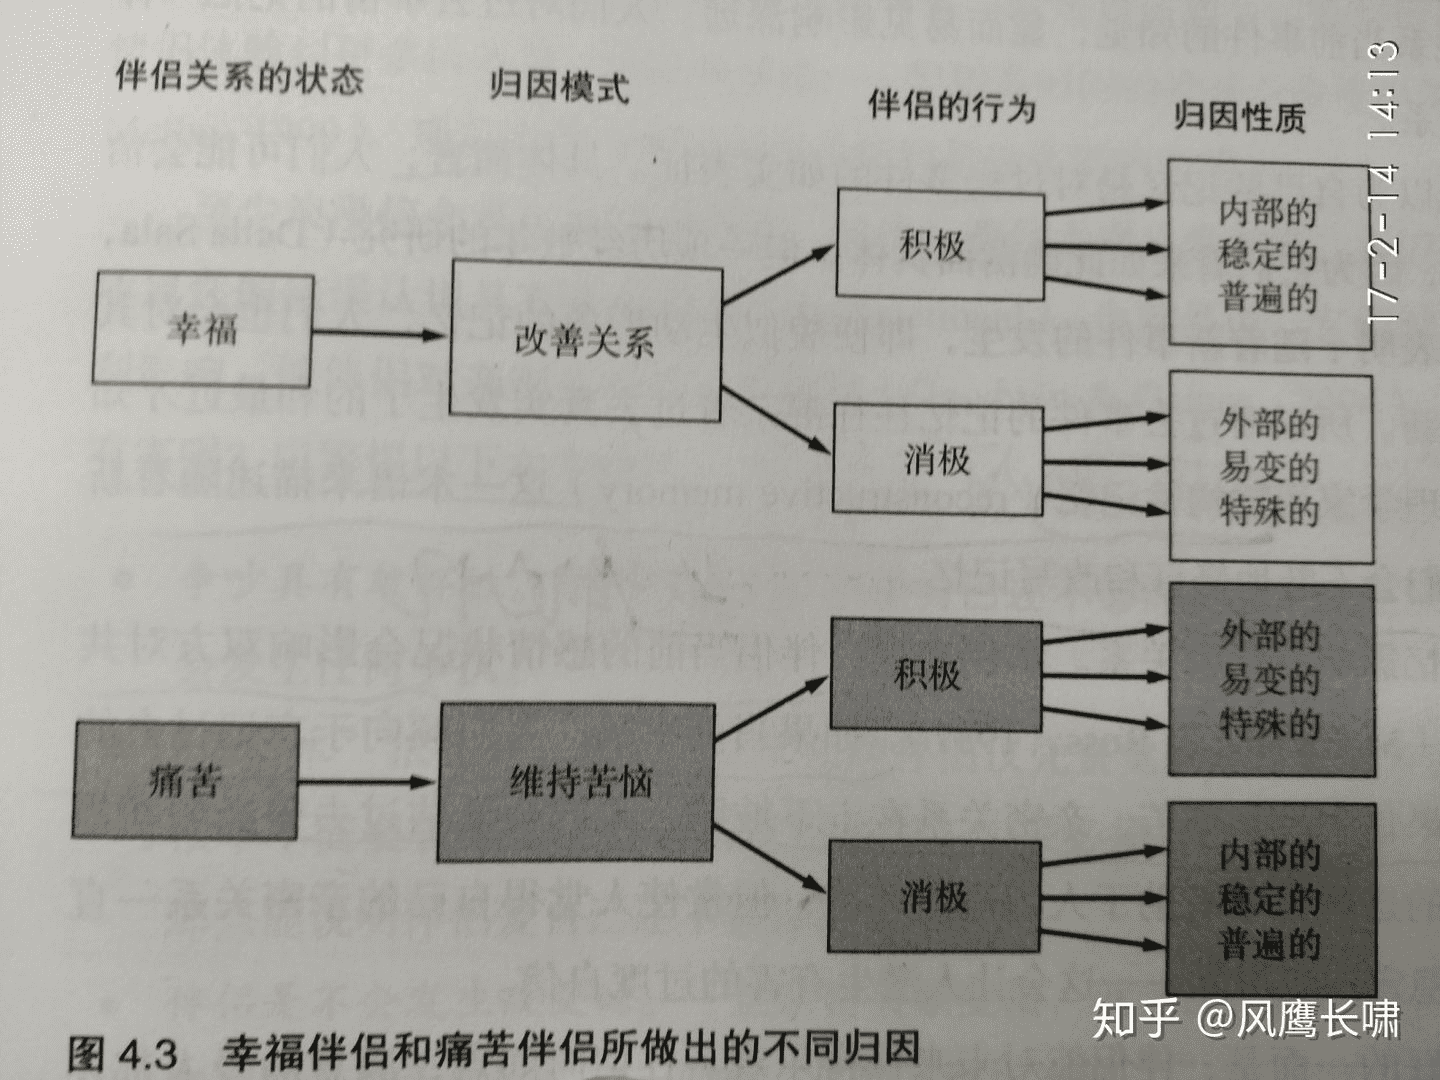 伴侣关系的状态
归因模式
伴侣的行为
归因性质
幸福
改善关系
积极
内部的
稳定的
普遍的
消极
外部的
易变的
特殊的
痛苦
维持苦恼
积极
外部的
易变的
特殊的
消极
内部的
稳定的
普遍的
图 4.3 幸福伴侣和痛苦伴侣所做出的不同归因
17-2-14 14:13
知乎 @风鹰长啸